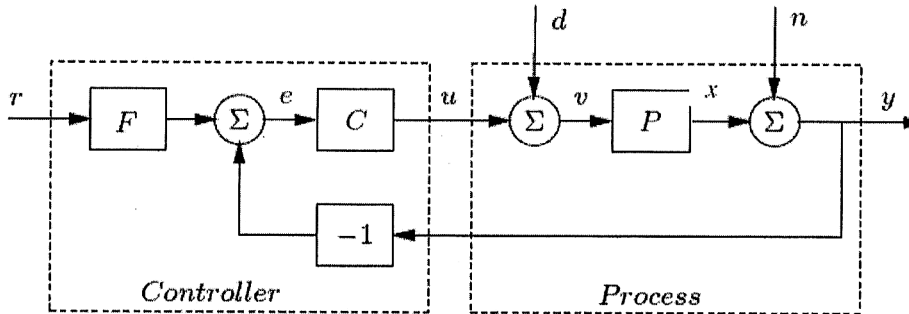 d
n
r
F
Σ
e
C
u
Σ
v
P
x
Σ
y
−1
Controller
Process